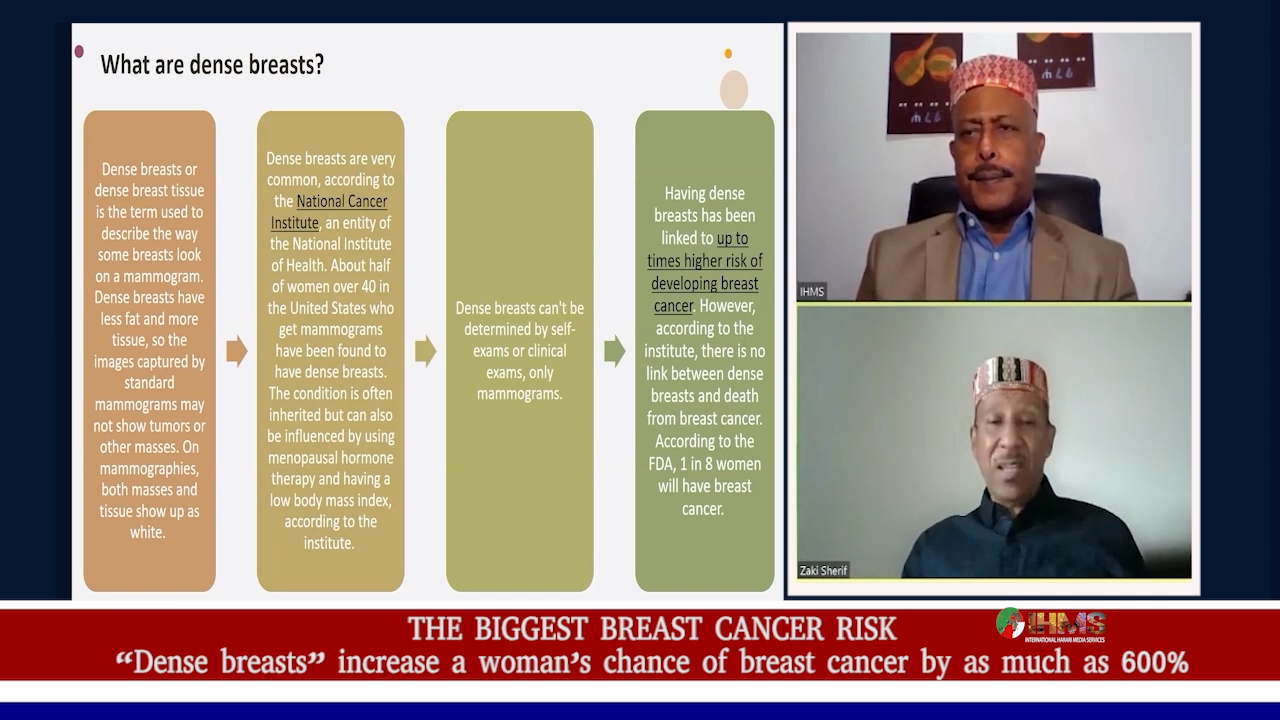 What are dense breasts?
Dense breasts or
dense breast tissue
is the term used to
describe the way
some breasts look
on a mammogram.
Dense breasts have
less fat and more
tissue, so the
images captured by
standard
mammograms may
not show tumors or
other masses. On
mammographies,
both masses and
tissue show up as
white.
Dense breasts are very
common, according to
the National Cancer
Institute, an entity of
the National Institute
of Health. About half
of women over 40 in
the United States who
get mammograms
have been found to
have dense breasts.
The condition is often
inherited but can also
be influenced by using
menopausal hormone
therapy and having a
low body mass index,
according to the
institute.
Dense breasts can't be
determined by self-
exams or clinical
exams, only
mammograms.
Having dense
breasts has been
linked to up to
times higher risk of
developing breast
cancer. However,
according to the
institute, there is no
link between dense
breasts and death
from breast cancer.
According to the
FDA, 1 in 8 women
will have breast
cancer.
ሐረሪ
ሐረሪ
IHMS
Zaki Sherif
THE BIGGEST BREAST CANCER RISK
IHMS
INTERNATIONAL HARARI MEDIA SERVICES
“Dense breasts” increase a woman’s chance of breast cancer by as much as 600%